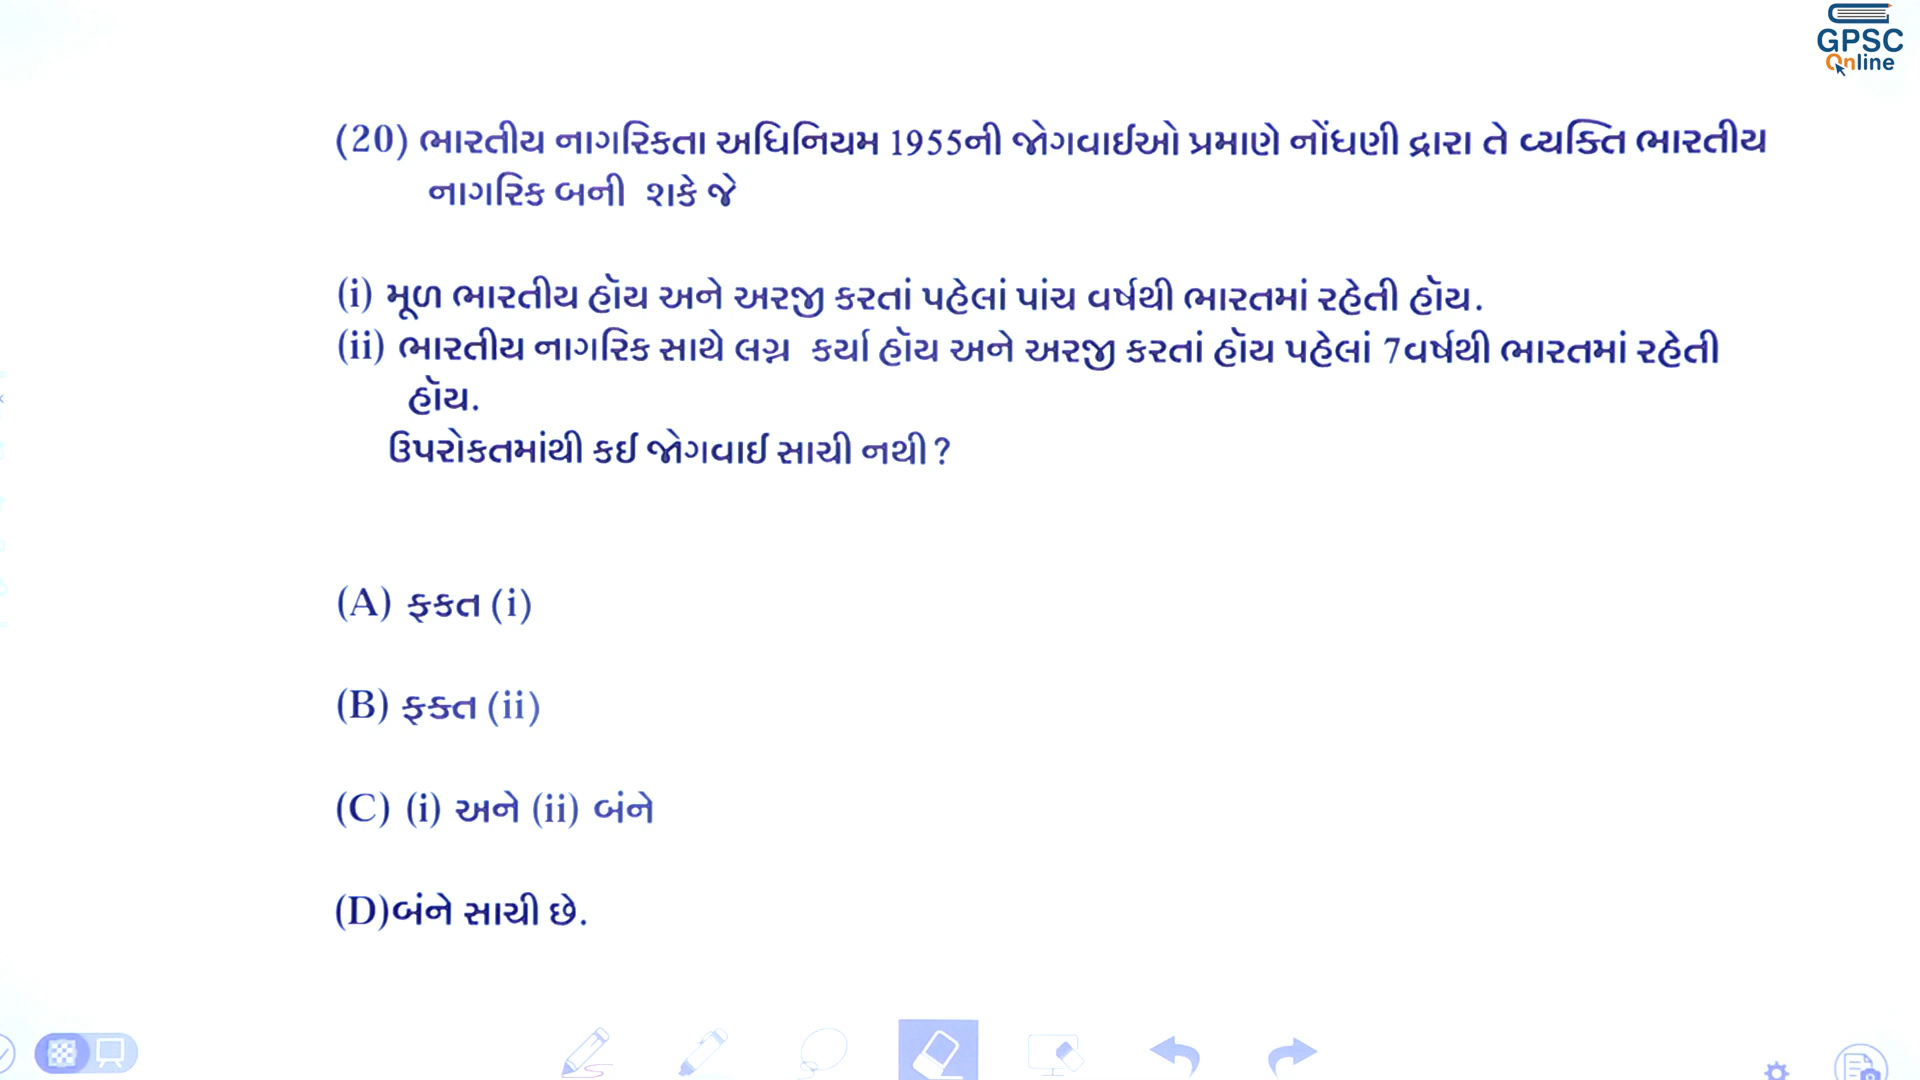 GPSC
Online
(20) ભારતીય નાગરિકતા અધિનિયમ 1955ની જોગવાઈઓ પ્રમાણે નોંધણી દ્રારા તે વ્યક્તિ ભારતીય
નાગરિક બની શકે જે
(i) મૂળ ભારતીય હૉય અને અરજી કરતાં પહેલાં પાંચ વર્ષથી ભારતમાં રહેતી હૉય.
(ii) ભારતીય નાગરિક સાથે લગ્ન કર્યા હૉય અને અરજી કરતાં હૉય પહેલાં 7વર્ષથી ભારતમાં રહેતી
હૉય.
ઉપરોકતમાંથી કઈ જોગવાઈ સાચી નથી?
(A) ફકત (i)
(B) ફક્ત (ii)
(C) (i) અને (ii) બંને
(D)બંને સાચી છે.